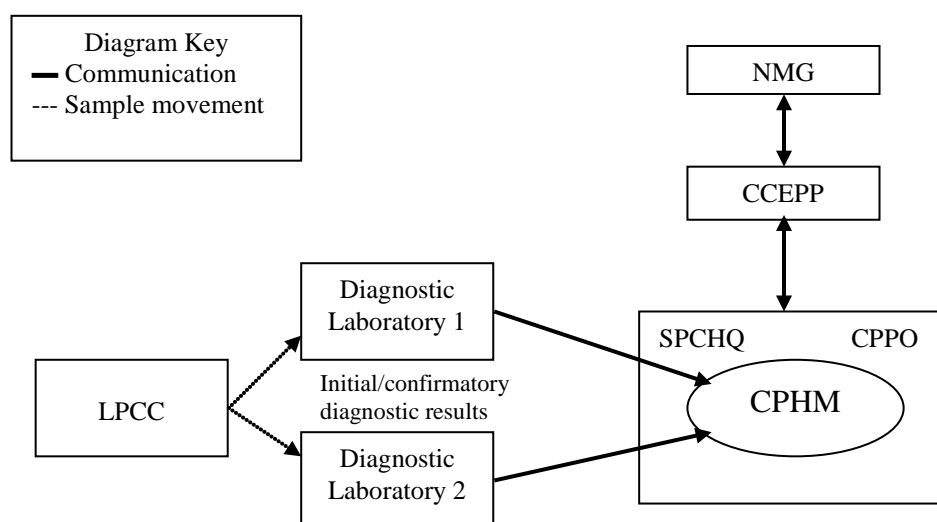 Diagram Key
Communication
--- Sample movement
NMG
CCEPP
Diagnostic
Laboratory 1
SPCHQ CPPO
Initial/confirmatory
diagnostic results
LPCC
CPHM
Diagnostic
Laboratory 2